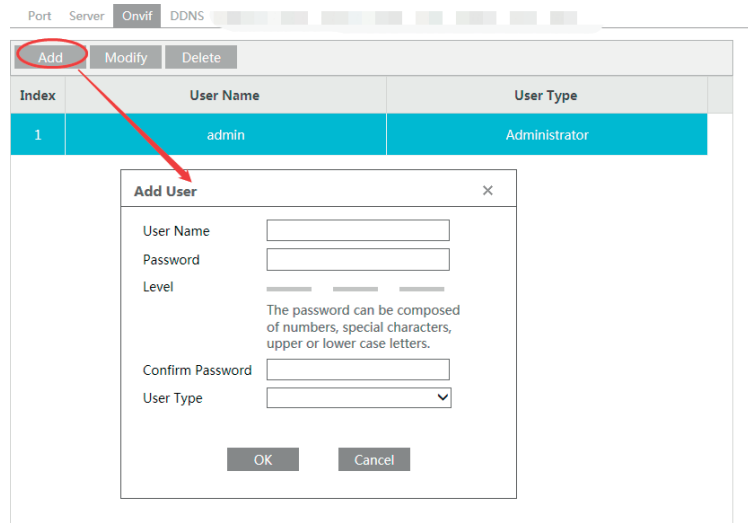 Port Server Onvif DDNS
Add Modify Delete
Index User Name User Type
1 admin Administrator
Add User ×
User Name
Password
Level
The password can be composed
of numbers, special characters,
upper or lower case letters.
Confirm Password
User Type
OK Cancel